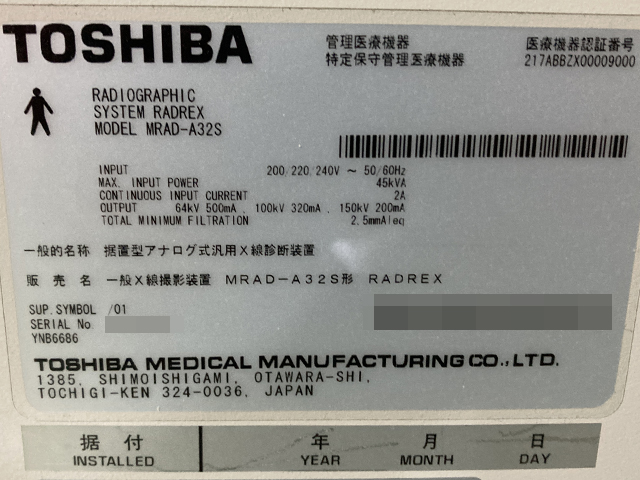 TOSHIBA
管理医療機器
特定保守管理医療機器
医療機器認証番号
217ABBZX00009000
RADIOGRAPHIC
SYSTEM RADREX
MODEL MRAD-A32S
INPUT 200/220/240V ~ 50/60Hz
MAX. INPUT POWER 45kVA
CONTINUOUS INPUT CURRENT 2A
OUTPUT 64kV 500mA, 100kV 320mA, 150kV 200mA
TOTAL MINIMUM FILTRATION 2.5mmAleq
一般的名称 据置型アナログ式汎用X線診断装置
販売名 一般X線撮影装置 MRAD-A32S形 RADREX
SUP. SYMBOL /01
SERIAL No
YNB6686
TOSHIBA MEDICAL MANUFACTURING CO., LTD.
1385, SHIMOISHIGAMI, OTAWARA-SHI,
TOCHIGI-KEN 324-0036, JAPAN
据付 年 月 日
INSTALLED YEAR MONTH DAY